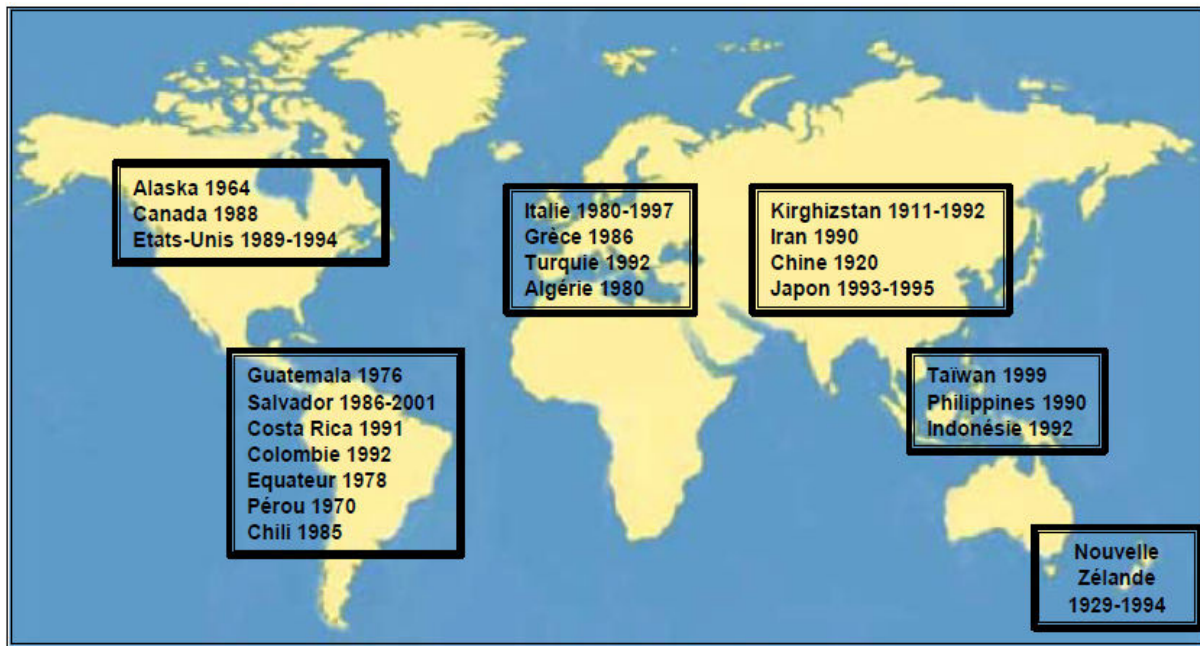 Alaska 1964
Canada 1988
Etats-Unis 1989-1994
Italie 1980-1997
Grèce 1986
Turquie 1992
Algérie 1980
Kirghizstan 1911-1992
Iran 1990
Chine 1920
Japon 1993-1995
Guatemala 1976
Salvador 1986-2001
Costa Rica 1991
Colombie 1992
Equateur 1978
Pérou 1970
Chili 1985
Taïwan 1999
Philippines 1990
Indonésie 1992
Nouvelle
Zélande
1929-1994